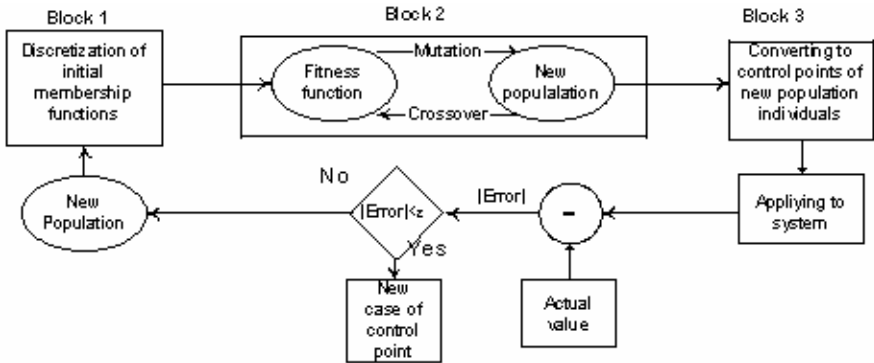 Block 1
Block 2
Block 3
Discretization of
initial
membership
functions
Fitness
function
Mutation
Crossover
New
populalation
Converting to
control points of
new population
individuals
New
Population
No
|Error|<z
Yes
|Error|
-
Appliying to
system
New
case of
control
point
Actual
value